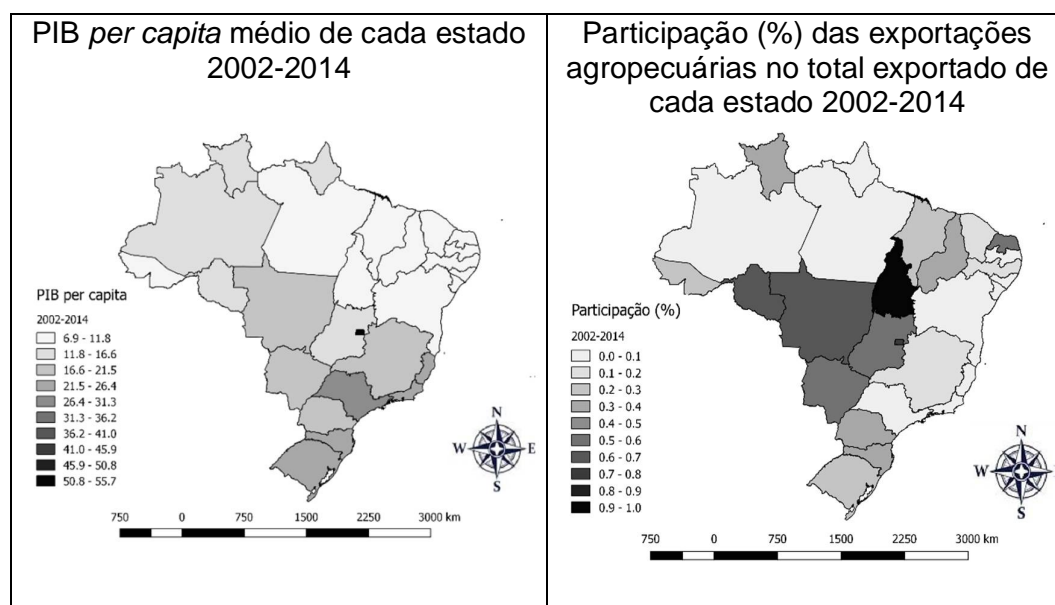 PIB per capita médio de cada estado
2002-2014
PIB per capita
2002-2014
6.9 - 11.8
11.8 - 16.6
16.6 - 21.5
21.5 - 26.4
26.4 - 31.3
31.3 - 36.2
36.2 - 41.0
41.0 - 45.9
45.9 - 50.8
50.8 - 55.7
N
W
E
S
750 0 750 1500 2250 3000 km
Participação (%) das exportações
agropecuárias no total exportado de
cada estado 2002-2014
Participação (%)
2002-2014
0.0 - 0.1
0.1 - 0.2
0.2 - 0.3
0.3 - 0.4
0.4 - 0.5
0.5 - 0.6
0.6 - 0.7
0.7 - 0.8
0.8 - 0.9
0.9 - 1.0
N
W
S
750 0 750 1500 2250 3000 km